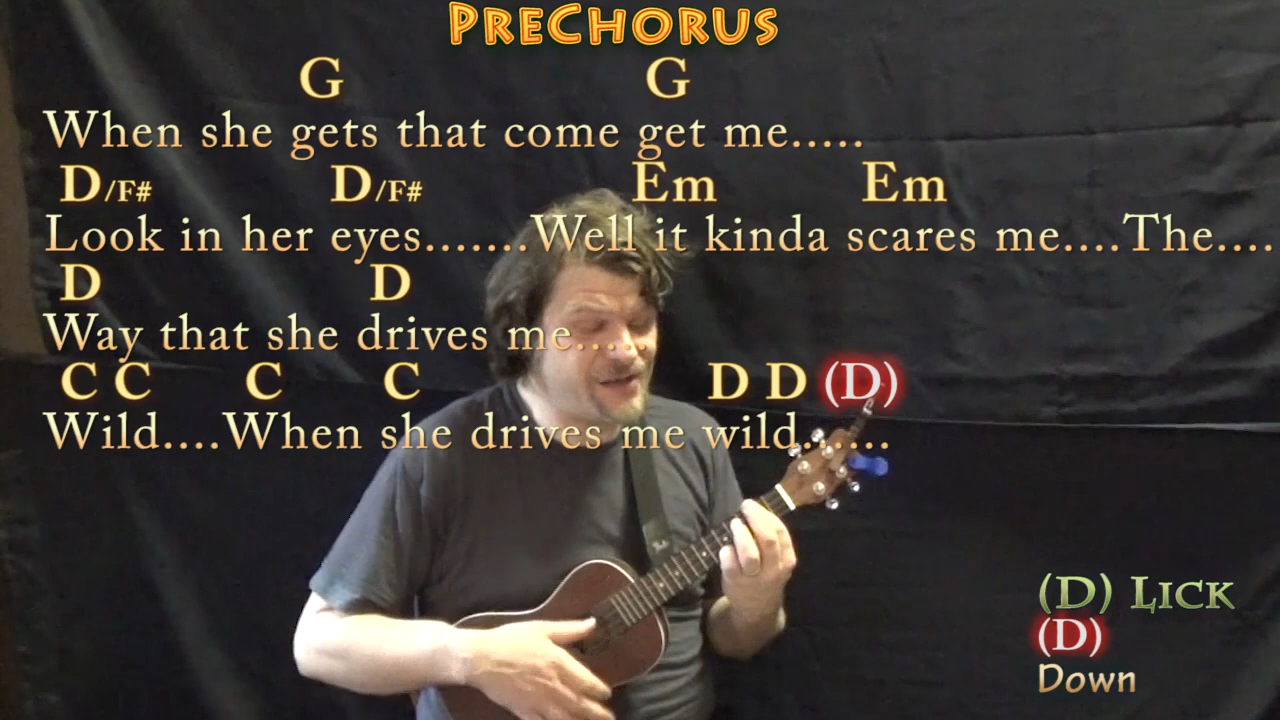 PreChorus
G G
When she gets that come get me.....
D/F# D/F# Em Em
Look in her eyes.......Well it kinda scares me....The....
D D
Way that she drives me.....
C C C C D D (D)
Wild....When she drives me wild......
(D) Lick
(D)
Down